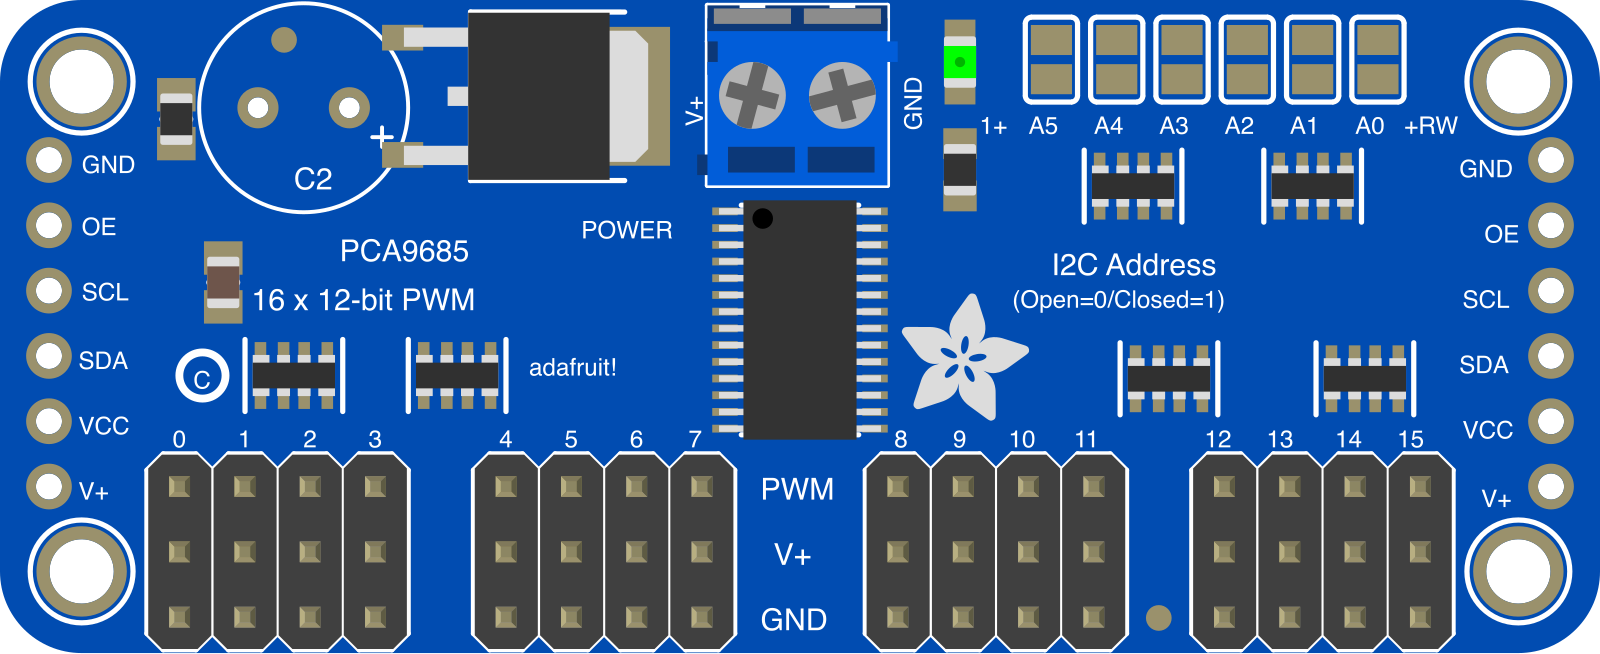 V+
GND
1+ A5 A4 A3 A2 A1 A0 +RW
C2
GND
OE
SCL
SDA
VCC
V+
PCA9685
16 x 12-bit PWM
POWER
C
adafruit!
I2C Address
(Open=0/Closed=1)
GND
OE
SCL
SDA
VCC
V+
0 1 2 3 4 5 6 7 8 9 10 11 12 13 14 15
PWM
V+
GND